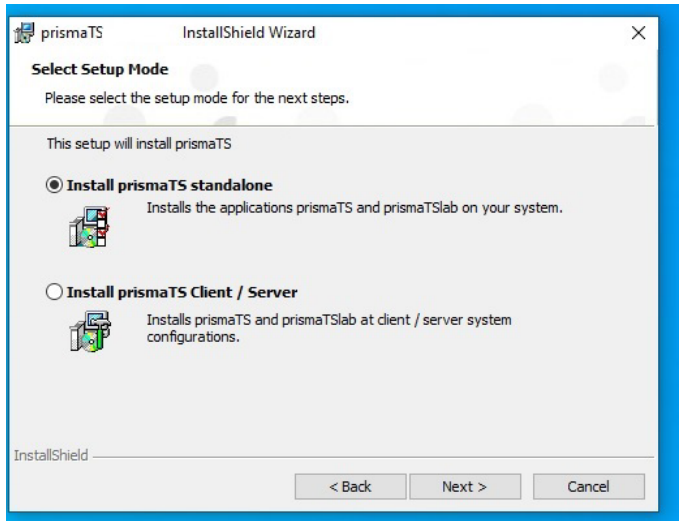 prismaTS InstallShield Wizard
Select Setup Mode
Please select the setup mode for the next steps.
This setup will install prismaTS
Install prismaTS standalone
Installs the applications prismaTS and prismaTSlab on your system.
Install prismaTS Client / Server
Installs prismaTS and prismaTSlab at client / server system
configurations.
InstallShield
< Back Next > Cancel